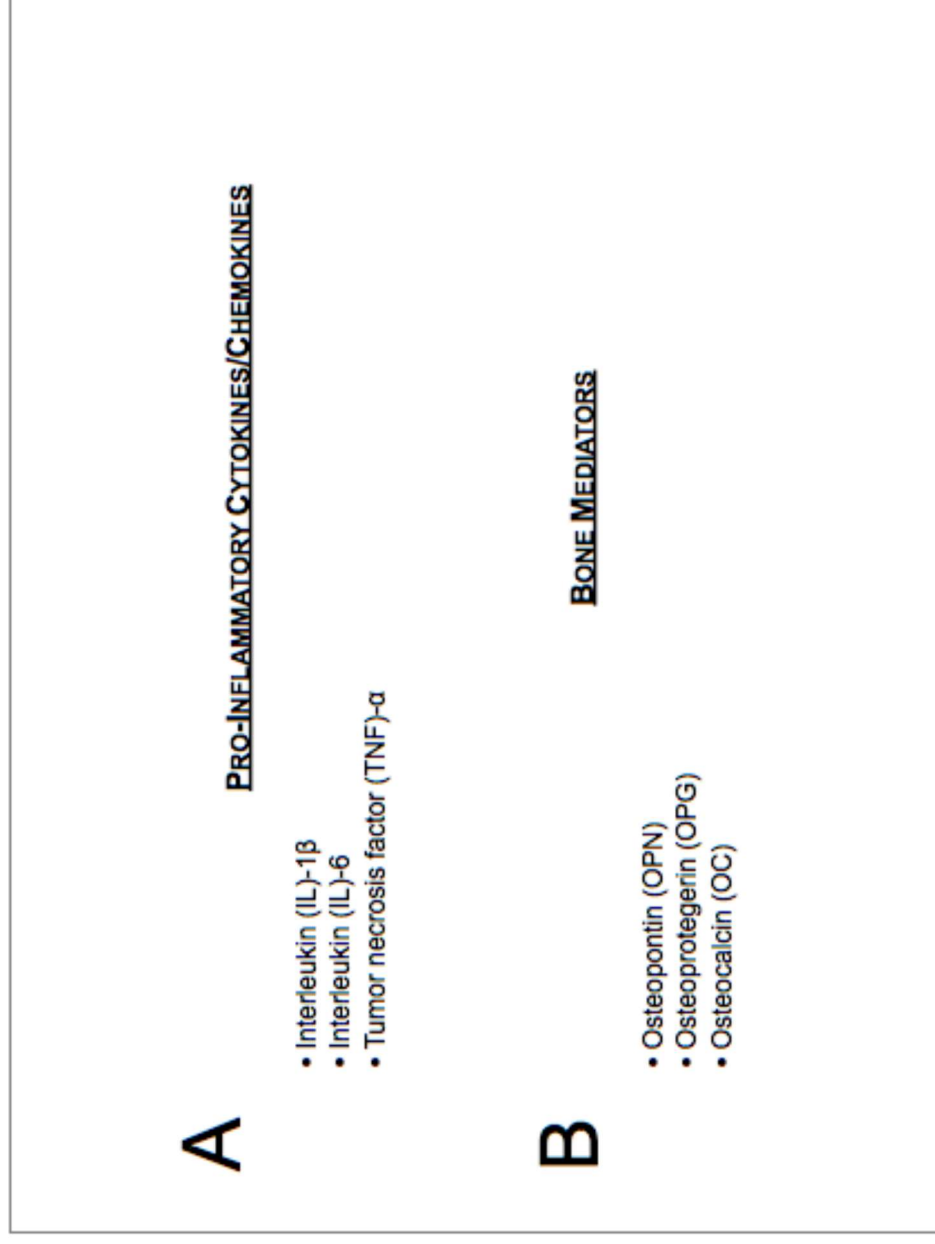 A
PRO-INFLAMMATORY CYTOKINES/CHEMOKINES
• Interleukin (IL)-1β
• Interleukin (IL)-6
• Tumor necrosis factor (TNF)-α
B
BONE MEDIATORS
• Osteopontin (OPN)
• Osteoprotegerin (OPG)
• Osteocalcin (OC)